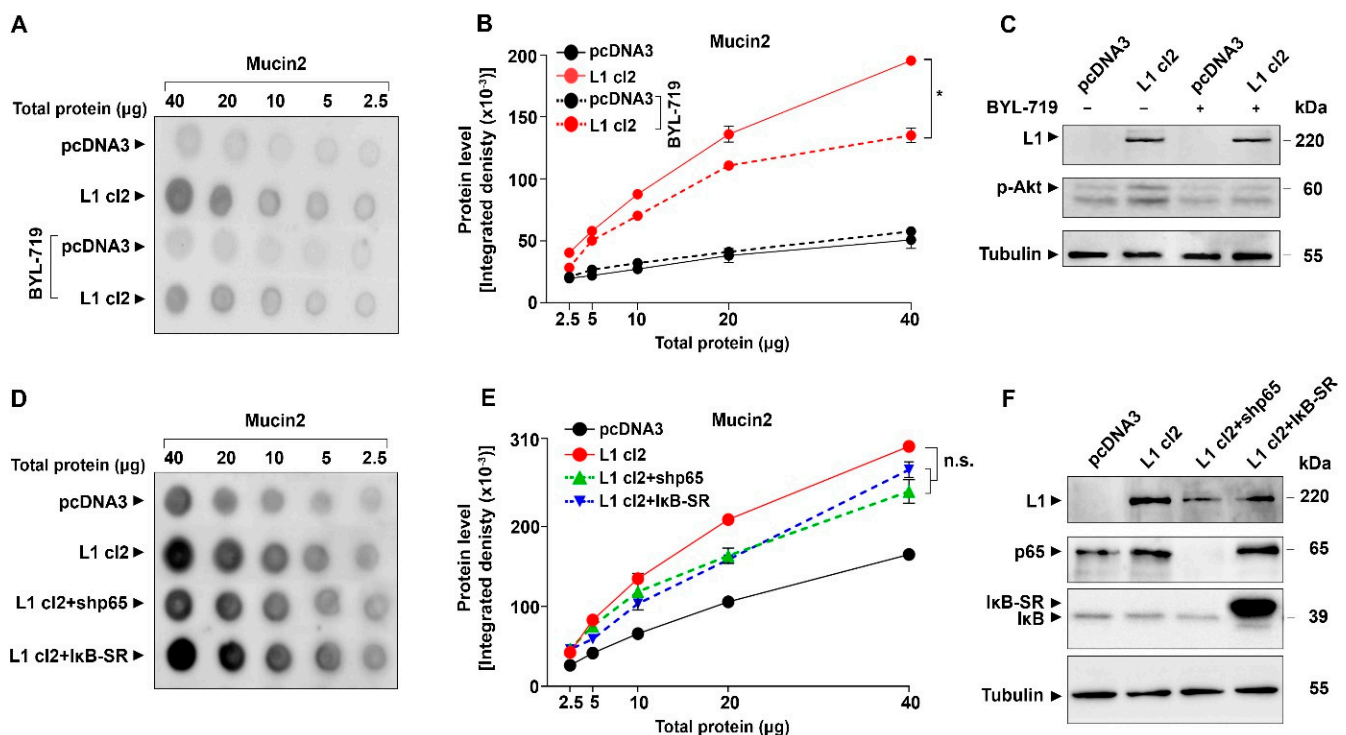 A
Mucin2
Total protein (µg) 40 20 10 5 2.5
pcDNA3
L1 cl2
BYL-719
pcDNA3
L1 cl2
B
Mucin2
pcDNA3
L1 cl2
pcDNA3
L1 cl2
BYL-719
*
Protein level
[Integrated denisty (x10⁻³)]
200
150
100
50
0
2.5 5 10 20 40
Total protein (µg)
C
pcDNA3 L1 cl2 pcDNA3 L1 cl2
BYL-719 – – + + kDa
L1 220
p-Akt 60
Tubulin 55
D
Mucin2
Total protein (µg) 40 20 10 5 2.5
pcDNA3
L1 cl2
L1 cl2+shp65
L1 cl2+IκB-SR
E
Mucin2
pcDNA3
L1 cl2
L1 cl2+shp65
L1 cl2+IκB-SR
n.s.
Protein level
[Integrated denisty (x10⁻³)]
310
200
100
0
2.5 5 10 20 40
Total protein (µg)
F
pcDNA3 L1 cl2 L1 cl2+shp65 L1 cl2+IκB-SR
kDa
L1 220
p65 65
IκB-SR
IκB 39
Tubulin 55